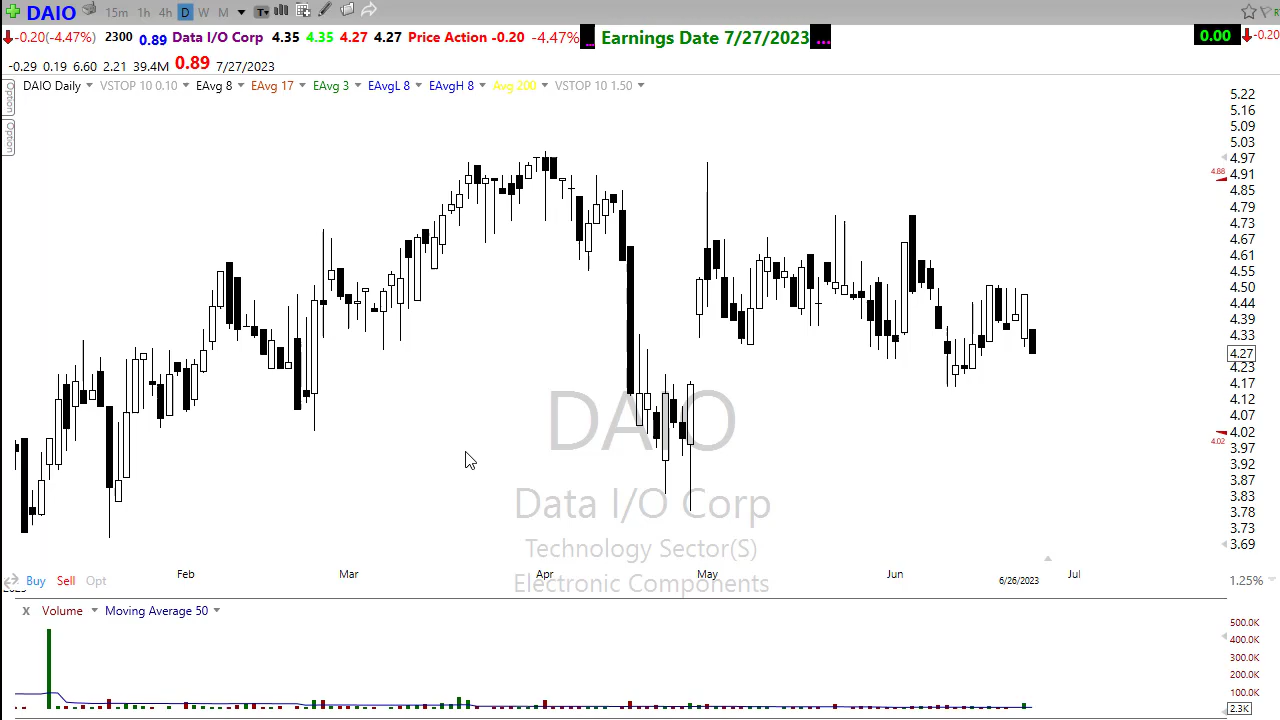 DAIO 15m 1h 4h D W M T
-0.20(-4.47%) 2300 0.89 Data I/O Corp 4.35 4.35 4.27 4.27 Price Action -0.20 -4.47% ... Earnings Date 7/27/2023 ... 0.00 -0.20
-0.29 0.19 6.60 2.21 39.4M 0.89 7/27/2023
DAIO Daily VSTOP 10 0.10 EAvg 8 EAvg 17 EAvg 3 EAvgL 8 EAvgH 8 Avg 200 VSTOP 10 1.50
Option
Option
5.22
5.16
5.09
5.03
4.97
4.88
4.91
4.85
4.79
4.73
4.67
4.61
4.55
4.50
4.44
4.39
4.33
4.27
4.23
4.17
4.12
4.07
4.02
4.02
3.97
3.92
3.87
3.83
3.78
3.73
3.69
DAIO
Data I/O Corp
Technology Sector(S)
Electronic Components
Feb Mar Apr May Jun 6/26/2023 Jul
Buy Sell Opt 1.25%
X Volume Moving Average 50
500.0K
400.0K
300.0K
200.0K
100.0K
2.3K